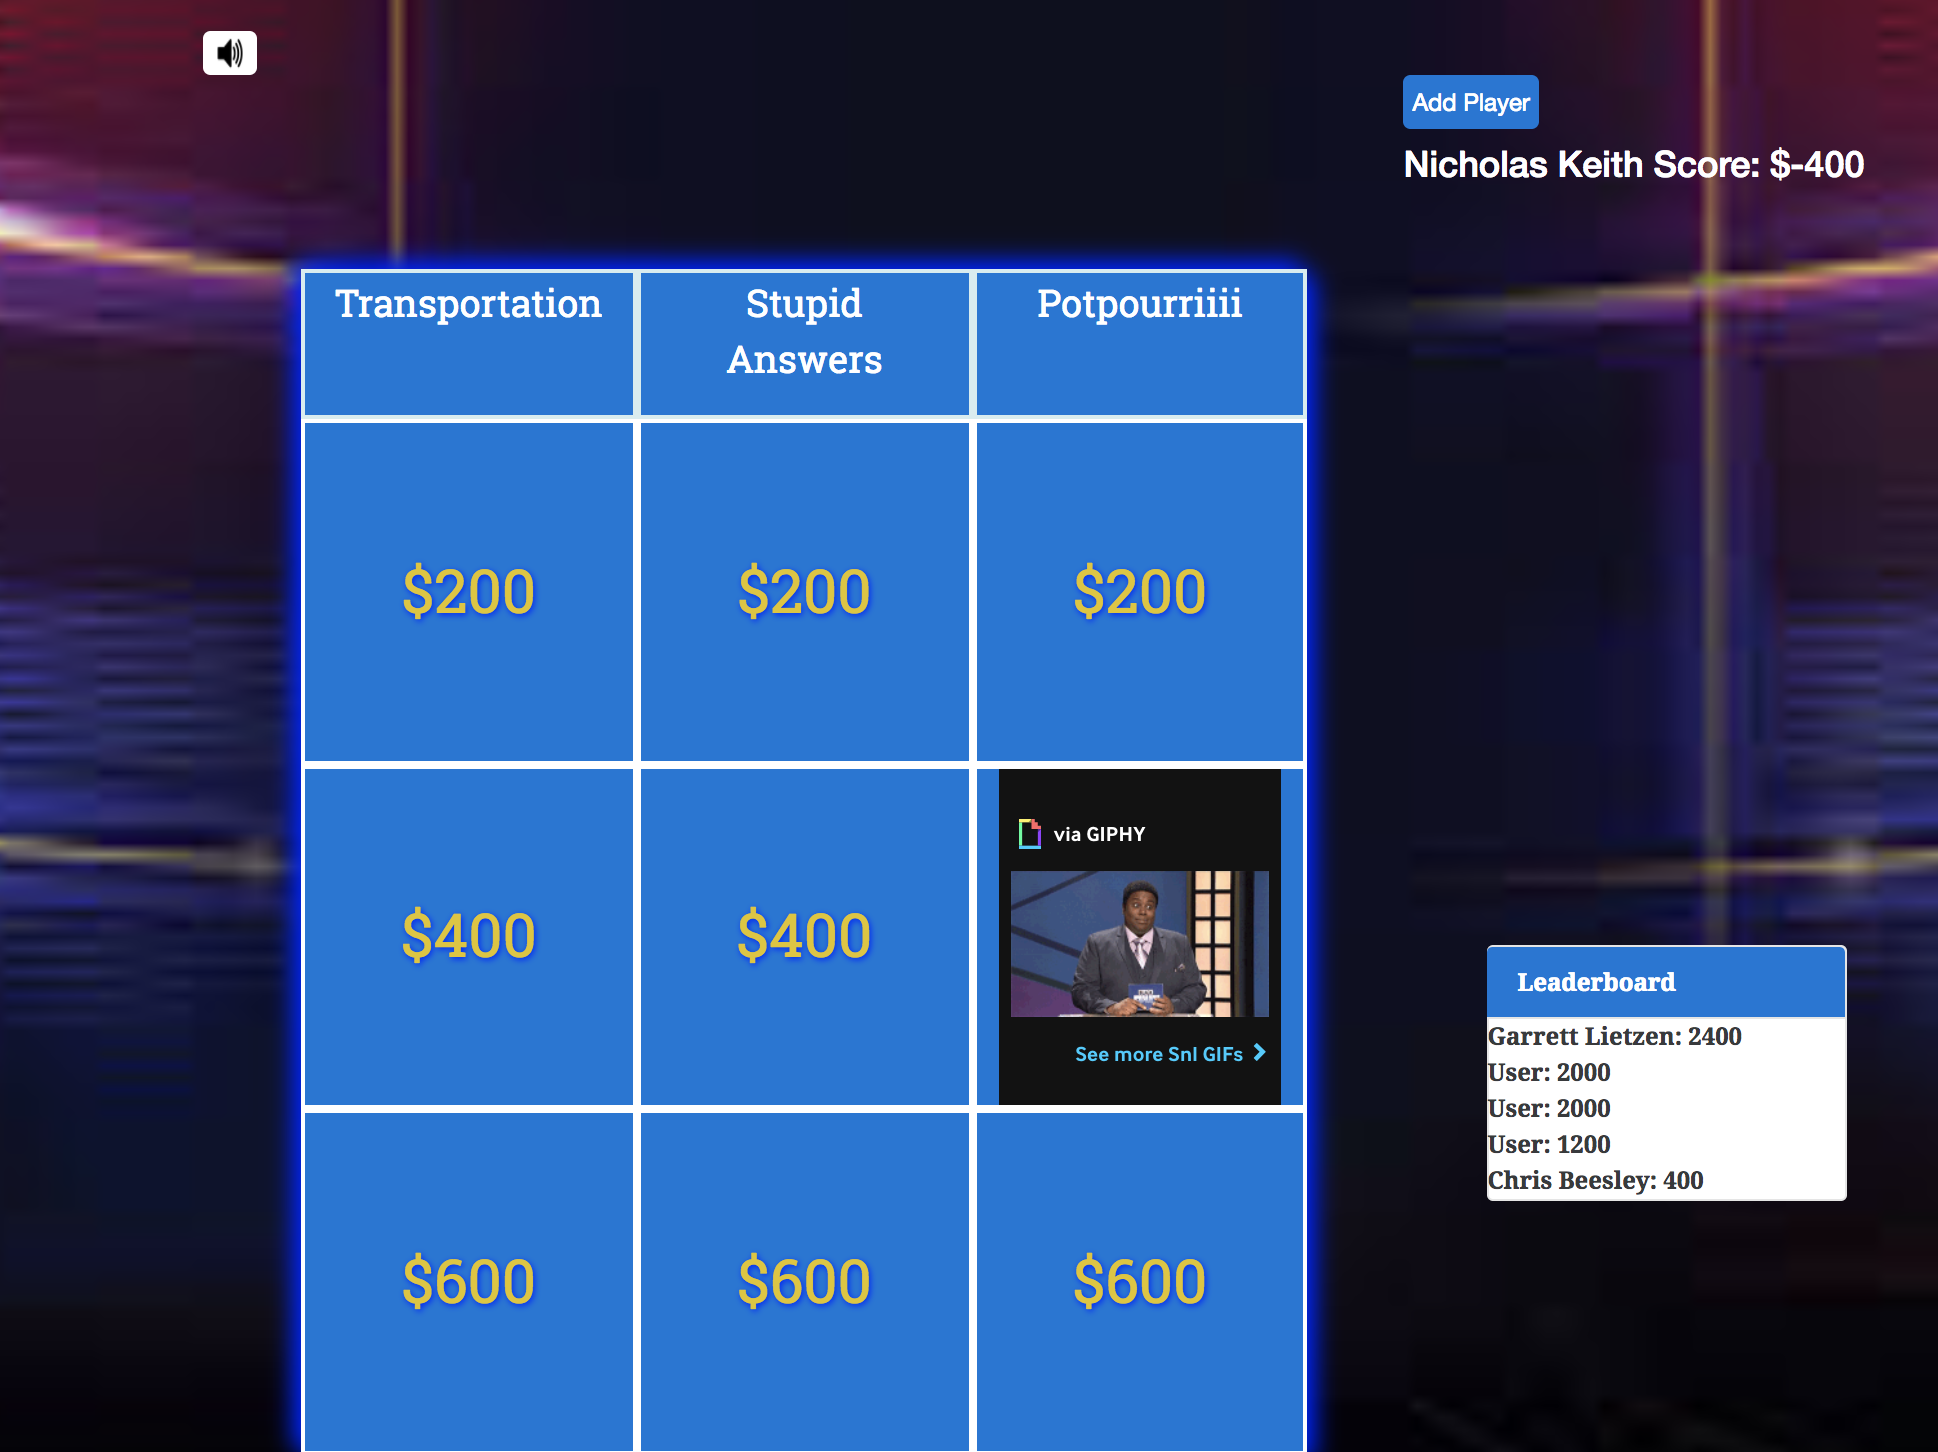 Add Player
Nicholas Keith Score: $-400
Transportation
Stupid
Answers
Potpourriiii
$200
$200
$200
$400
$400
via GIPHY
See more Snl GIFs
$600
$600
$600
Leaderboard
Garrett Lietzen: 2400
User: 2000
User: 2000
User: 1200
Chris Beesley: 400